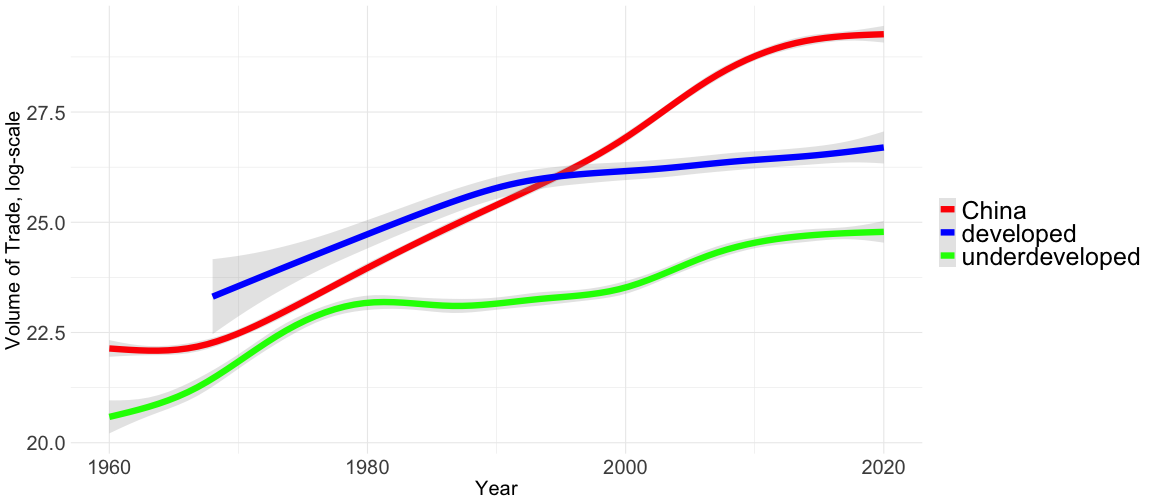 Volume of Trade, log-scale
27.5
25.0
22.5
20.0
1960 1980 2000 2020
Year
China
developed
underdeveloped